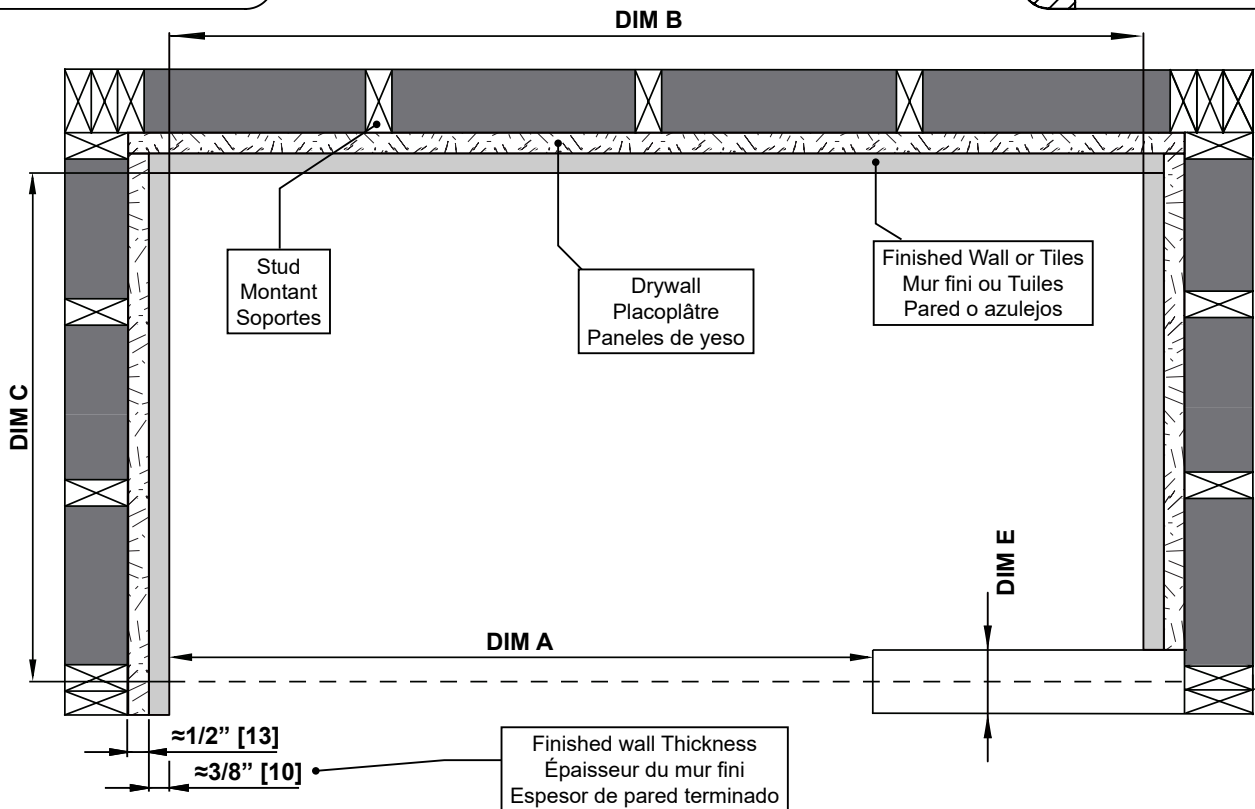 DIM B
Stud
Montant
Soportes
Drywall
Placoplâtre
Paneles de yeso
Finished Wall or Tiles
Mur fini ou Tuiles
Pared o azulejos
DIM C
DIM E
DIM A
≈1/2” [13]
≈3/8” [10]
Finished wall Thickness
Épaisseur du mur fini
Espesor de pared terminado